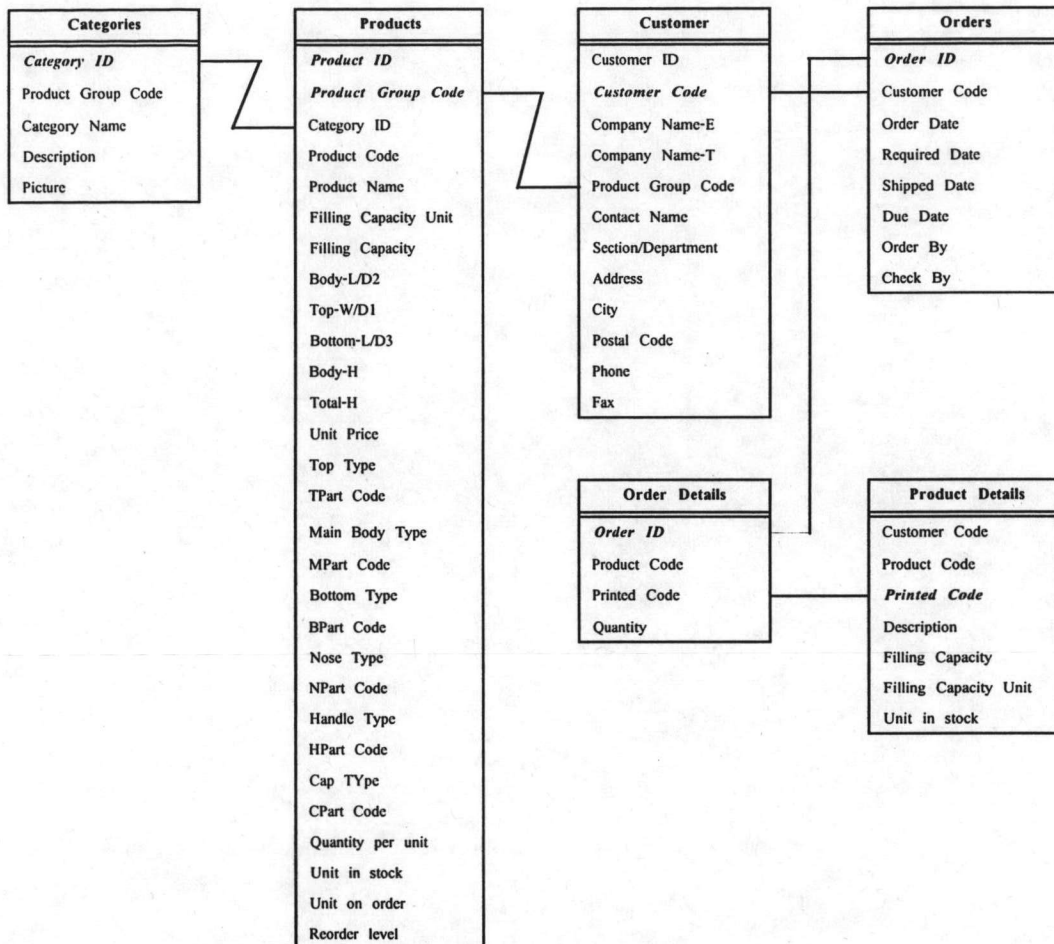 Categories
Category ID
Product Group Code
Category Name
Description
Picture
Products
Product ID
Product Group Code
Category ID
Product Code
Product Name
Filling Capacity Unit
Filling Capacity
Body-L/D2
Top-W/D1
Bottom-L/D3
Body-H
Total-H
Unit Price
Top Type
TPart Code
Main Body Type
MPart Code
Bottom Type
BPart Code
Nose Type
NPart Code
Handle Type
HPart Code
Cap TYpe
CPart Code
Quantity per unit
Unit in stock
Unit on order
Reorder level
Customer
Customer ID
Customer Code
Company Name-E
Company Name-T
Product Group Code
Contact Name
Section/Department
Address
City
Postal Code
Phone
Fax
Orders
Order ID
Customer Code
Order Date
Required Date
Shipped Date
Due Date
Order By
Check By
Order Details
Order ID
Product Code
Printed Code
Quantity
Product Details
Customer Code
Product Code
Printed Code
Description
Filling Capacity
Filling Capacity Unit
Unit in stock